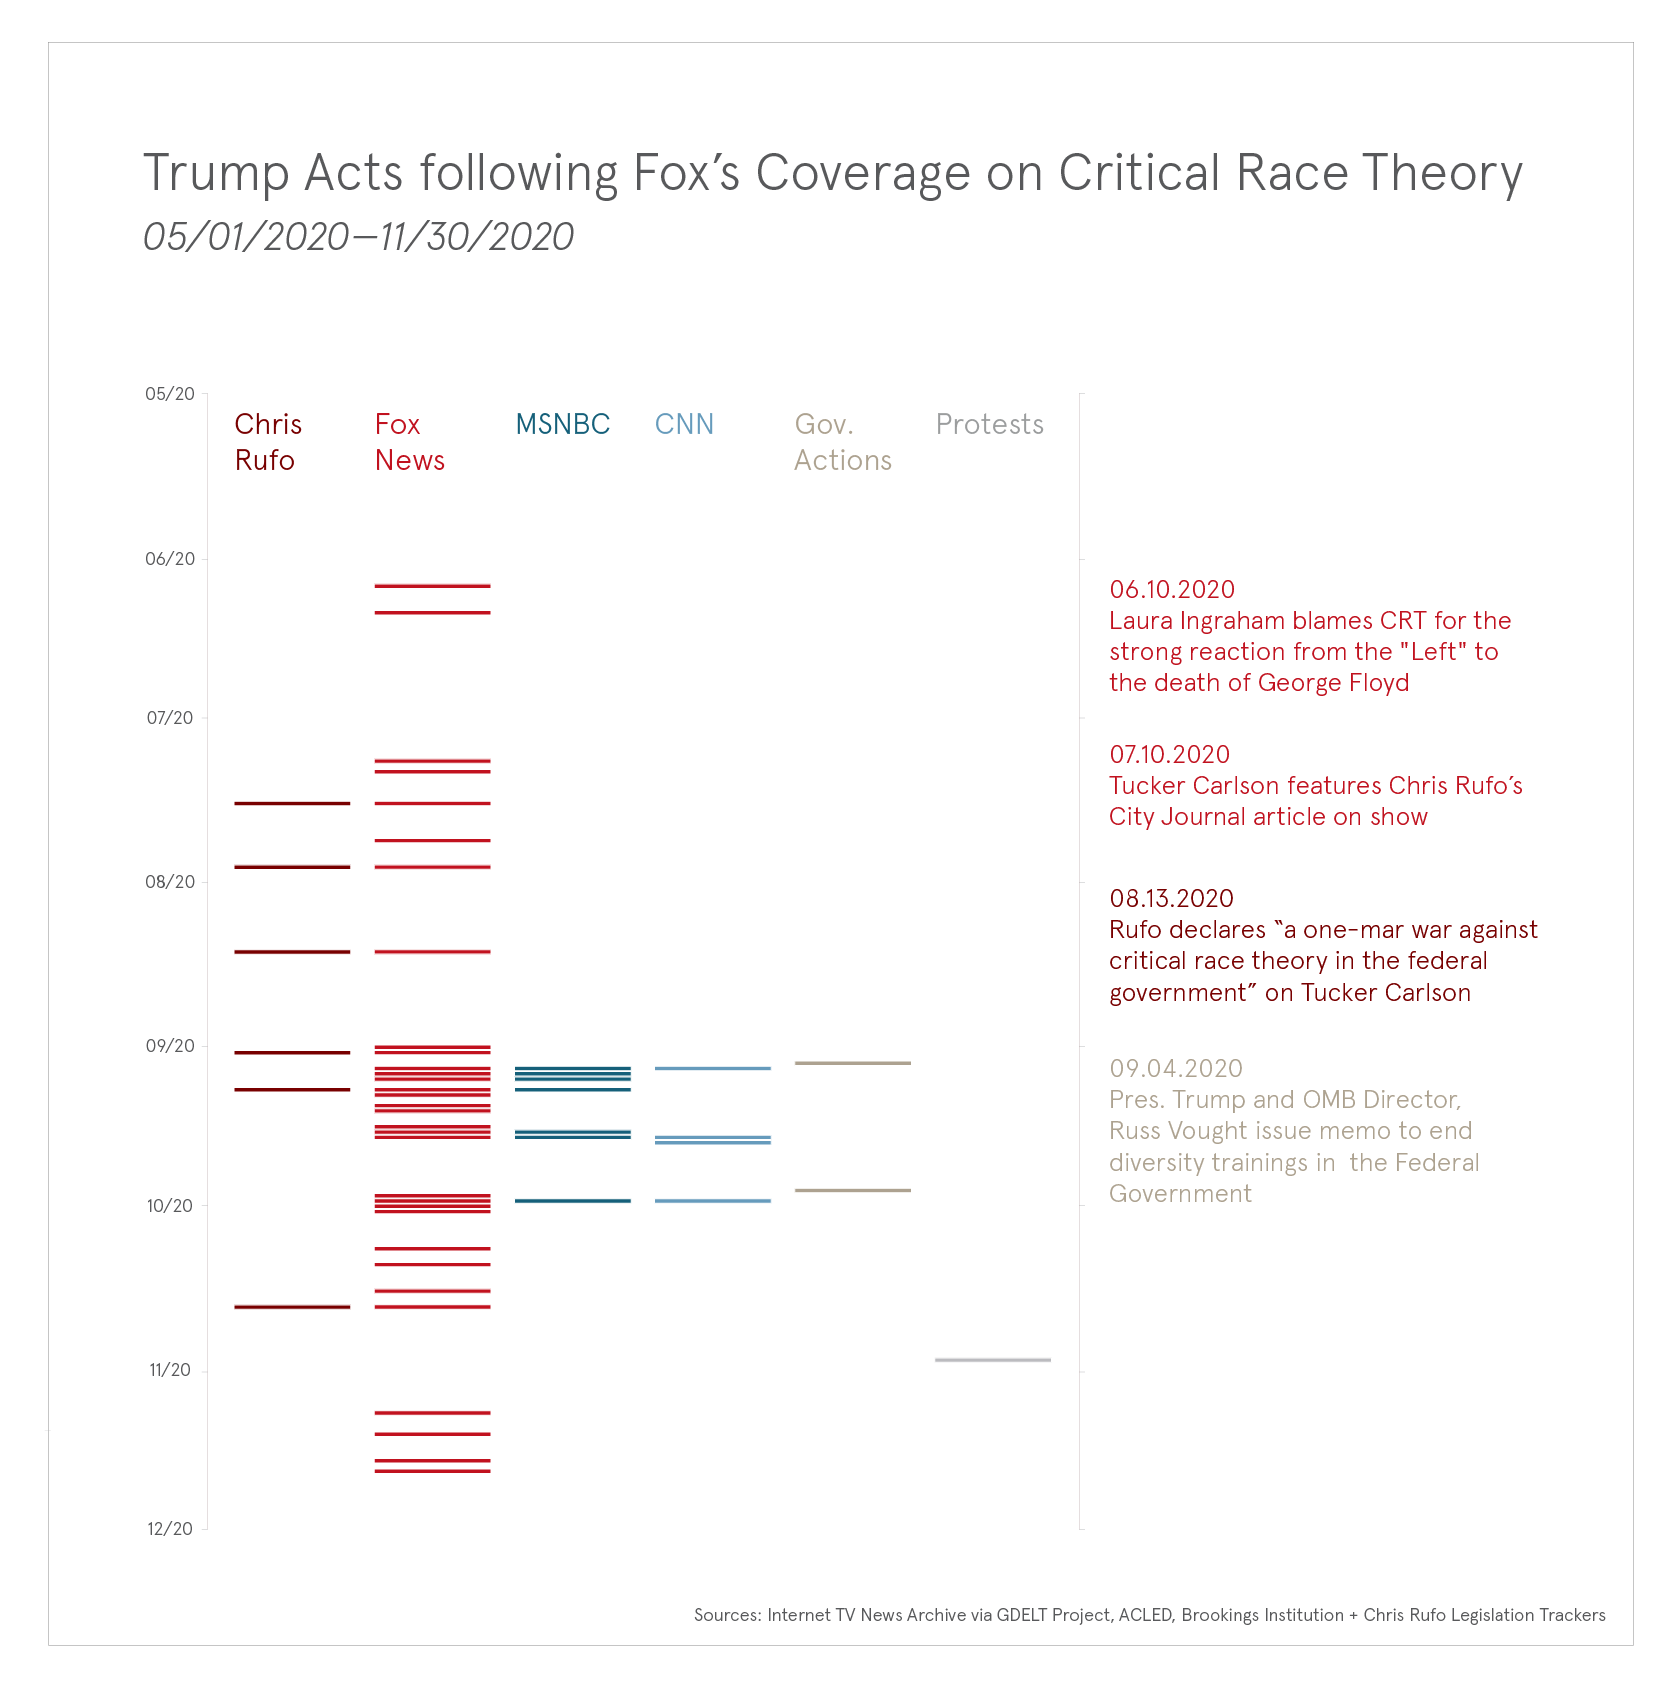 Trump Acts following Fox’s Coverage on Critical Race Theory
05/01/2020—11/30/2020
05/20
Chris
Rufo
Fox
News
MSNBC
CNN
Gov.
Actions
Protests
06/20
07/20
08/20
09/20
10/20
11/20
12/20
06.10.2020
Laura Ingraham blames CRT for the
strong reaction from the "Left" to
the death of George Floyd
07.10.2020
Tucker Carlson features Chris Rufo’s
City Journal article on show
08.13.2020
Rufo declares “a one-mar war against
critical race theory in the federal
government” on Tucker Carlson
09.04.2020
Pres. Trump and OMB Director,
Russ Vought issue memo to end
diversity trainings in  the Federal
Government
Sources: Internet TV News Archive via GDELT Project, ACLED, Brookings Institution + Chris Rufo Legislation Trackers